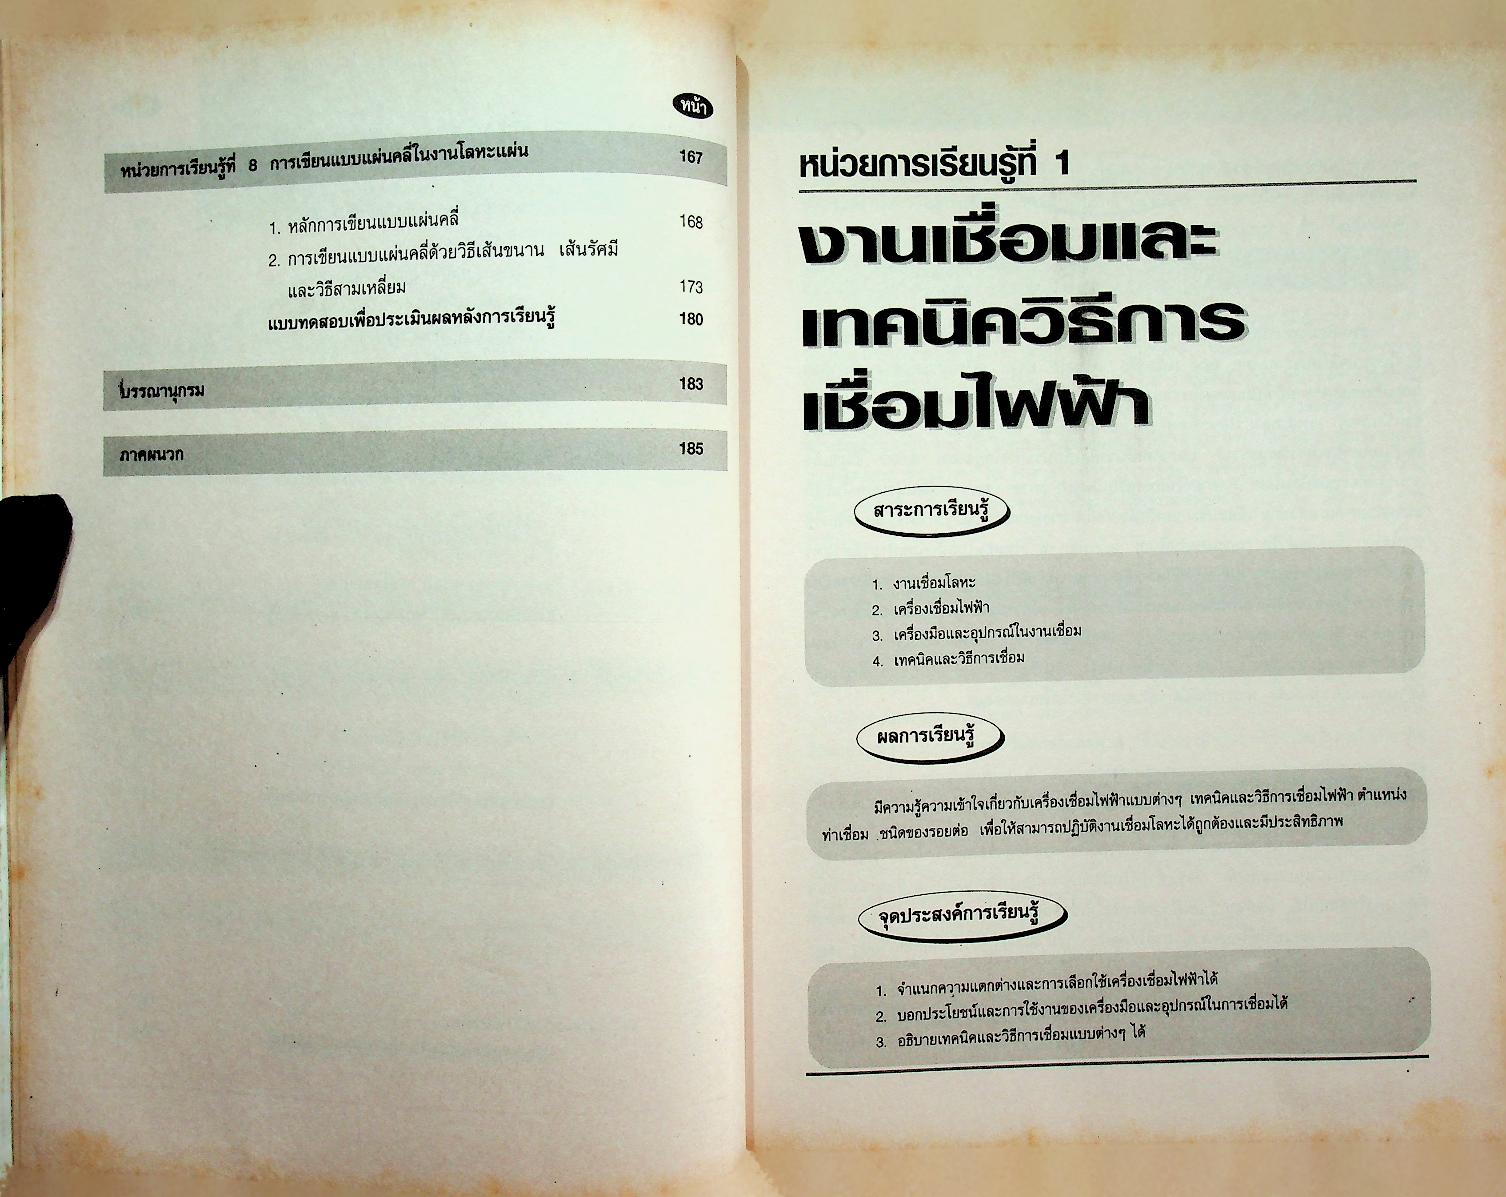 หน้า
หน่วยการเรียนรู้ที่ 8 การเขียนแบบแผ่นคลี่ในงานโลหะแผ่น 167
1. หลักการเขียนแบบแผ่นคลี่ 168
2. การเขียนแบบแผ่นคลี่ด้วยวิธีเส้นขนาน เส้นรัศมี
และวิธีสามเหลี่ยม 173
แบบทดสอบเพื่อประเมินผลหลังการเรียนรู้ 180
บรรณานุกรม 183
ภาคผนวก 185
หน่วยการเรียนรู้ที่ 1
งานเชื่อมและ
เทคนิควิธีการ
เชื่อมไฟฟ้า
สาระการเรียนรู้
1. งานเชื่อมโลหะ
2. เครื่องเชื่อมไฟฟ้า
3. เครื่องมือและอุปกรณ์ในงานเชื่อม
4. เทคนิคและวิธีการเชื่อม
ผลการเรียนรู้
มีความรู้ความเข้าใจเกี่ยวกับเครื่องเชื่อมไฟฟ้าแบบต่างๆ เทคนิคและวิธีการเชื่อมไฟฟ้า ตำแหน่ง
ท่าเชื่อม ชนิดของรอยต่อ เพื่อให้สามารถปฏิบัติงานเชื่อมโลหะได้ถูกต้องและมีประสิทธิภาพ
จุดประสงค์การเรียนรู้
1. จำแนกความแตกต่างและการเลือกใช้เครื่องเชื่อมไฟฟ้าได้
2. บอกประโยชน์และการใช้งานของเครื่องมือและอุปกรณ์ในการเชื่อมได้
3. อธิบายเทคนิคและวิธีการเชื่อมแบบต่างๆ ได้